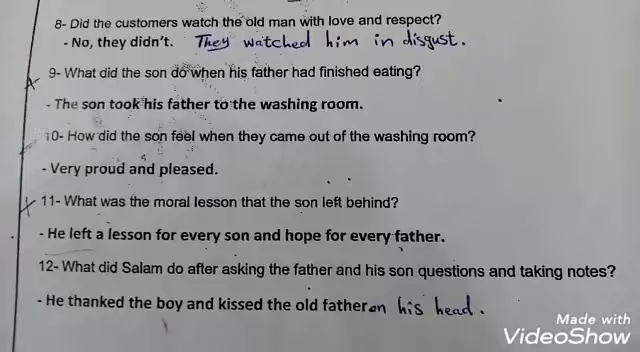 8- Did the customers watch the old man with love and respect?
- No, they didn't. They watched him in disgust.
9- What did the son do when his father had finished eating?
- The son took his father to the washing room.
10- How did the son feel when they came out of the washing room?
- Very proud and pleased.
11- What was the moral lesson that the son left behind?
- He left a lesson for every son and hope for every father.
12- What did Salam do after asking the father and his son questions and taking notes?
- He thanked the boy and kissed the old father on his head.
Made with
VideoShow